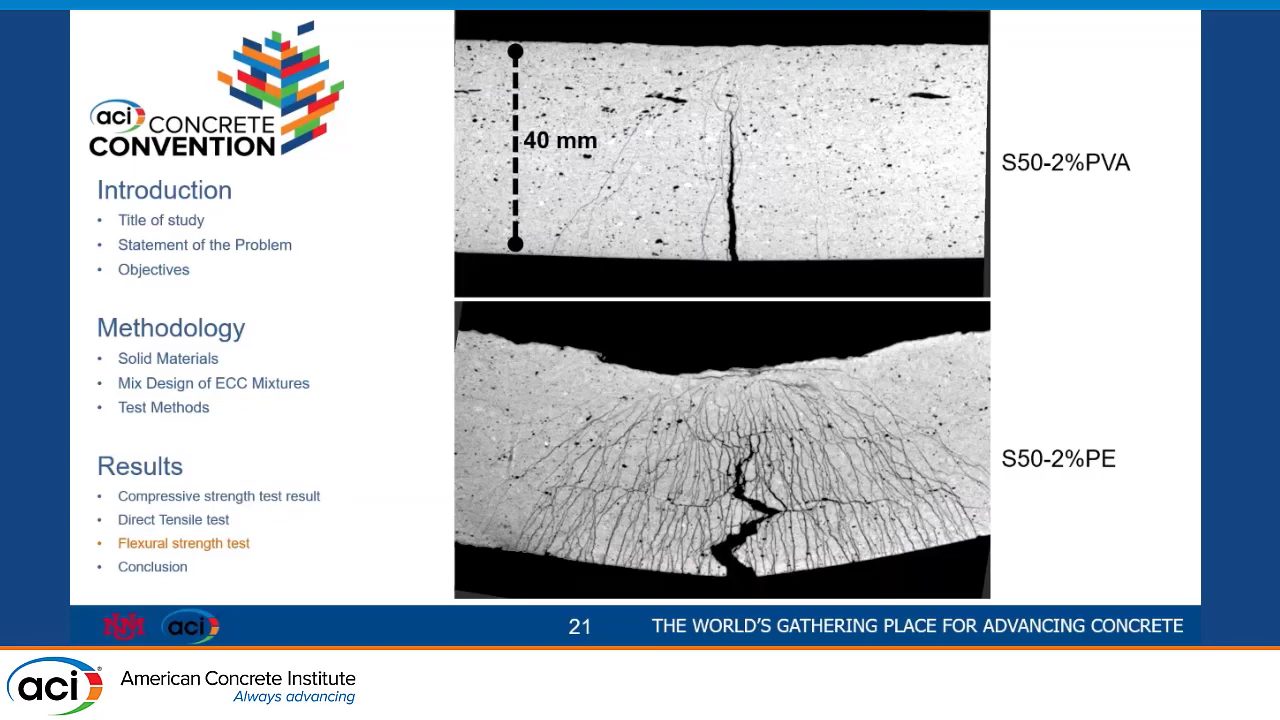 aci CONCRETE
CONVENTION
Introduction
• Title of study
• Statement of the Problem
• Objectives
Methodology
• Solid Materials
• Mix Design of ECC Mixtures
• Test Methods
Results
• Compressive strength test result
• Direct Tensile test
• Flexural strength test
• Conclusion
40 mm
S50-2%PVA
S50-2%PE
NM aci
21
THE WORLD'S GATHERING PLACE FOR ADVANCING CONCRETE
aci® American Concrete Institute
Always advancing